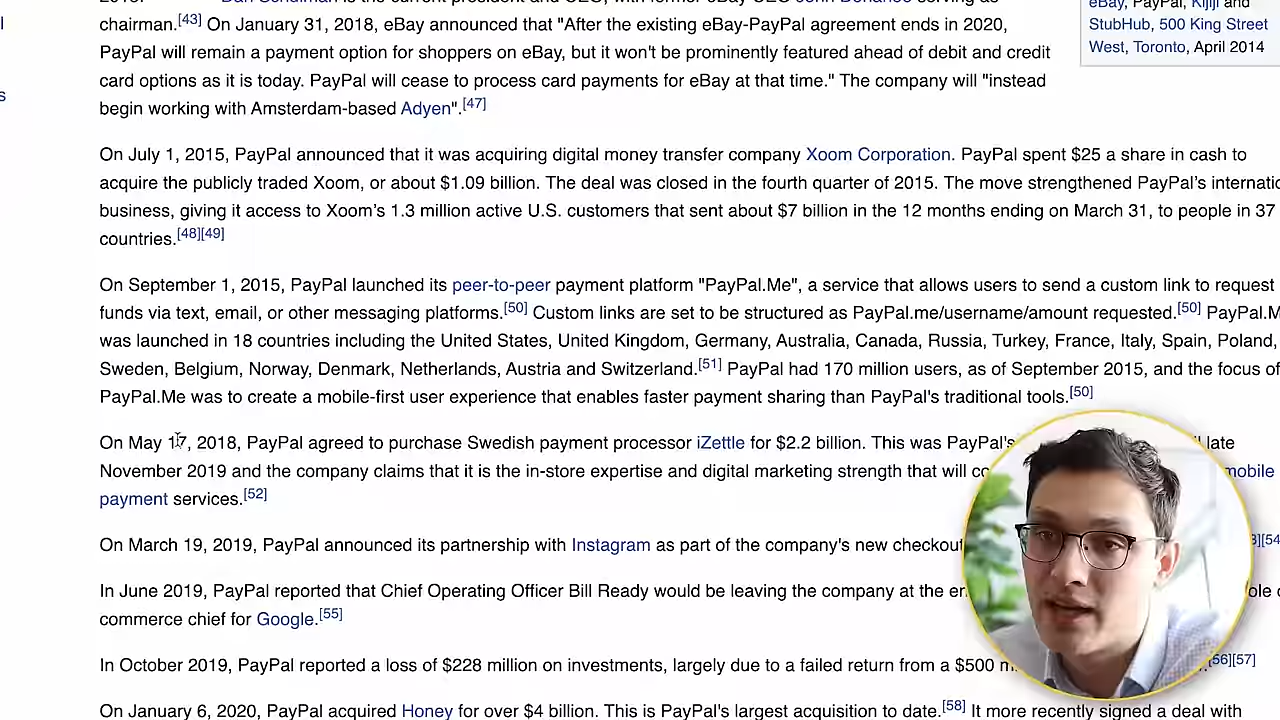 chairman.[43] On January 31, 2018, eBay announced that "After the existing eBay-PayPal agreement ends in 2020,
PayPal will remain a payment option for shoppers on eBay, but it won't be prominently featured ahead of debit and credit
card options as it is today. PayPal will cease to process card payments for eBay at that time." The company will "instead
begin working with Amsterdam-based Adyen".[47]
eBay, PayPal, Kijiji and
StubHub, 500 King Street
West, Toronto, April 2014
On July 1, 2015, PayPal announced that it was acquiring digital money transfer company Xoom Corporation. PayPal spent $25 a share in cash to
acquire the publicly traded Xoom, or about $1.09 billion. The deal was closed in the fourth quarter of 2015. The move strengthened PayPal's internatio
business, giving it access to Xoom's 1.3 million active U.S. customers that sent about $7 billion in the 12 months ending on March 31, to people in 37
countries.[48][49]
On September 1, 2015, PayPal launched its peer-to-peer payment platform "PayPal.Me", a service that allows users to send a custom link to request
funds via text, email, or other messaging platforms.[50] Custom links are set to be structured as PayPal.me/username/amount requested.[50] PayPal.M
was launched in 18 countries including the United States, United Kingdom, Germany, Australia, Canada, Russia, Turkey, France, Italy, Spain, Poland,
Sweden, Belgium, Norway, Denmark, Netherlands, Austria and Switzerland.[51] PayPal had 170 million users, as of September 2015, and the focus of
PayPal.Me was to create a mobile-first user experience that enables faster payment sharing than PayPal's traditional tools.[50]
On May 17, 2018, PayPal agreed to purchase Swedish payment processor iZettle for $2.2 billion. This was PayPal's late
November 2019 and the company claims that it is the in-store expertise and digital marketing strength that will co mobile
payment services.[52]
On March 19, 2019, PayPal announced its partnership with Instagram as part of the company's new checkout ][54
In June 2019, PayPal reported that Chief Operating Officer Bill Ready would be leaving the company at the
commerce chief for Google.[55]
In October 2019, PayPal reported a loss of $228 million on investments, largely due to a failed return from a $500 [56][57]
On January 6, 2020, PayPal acquired Honey for over $4 billion. This is PayPal's largest acquisition to date.[58] It more recently signed a deal with